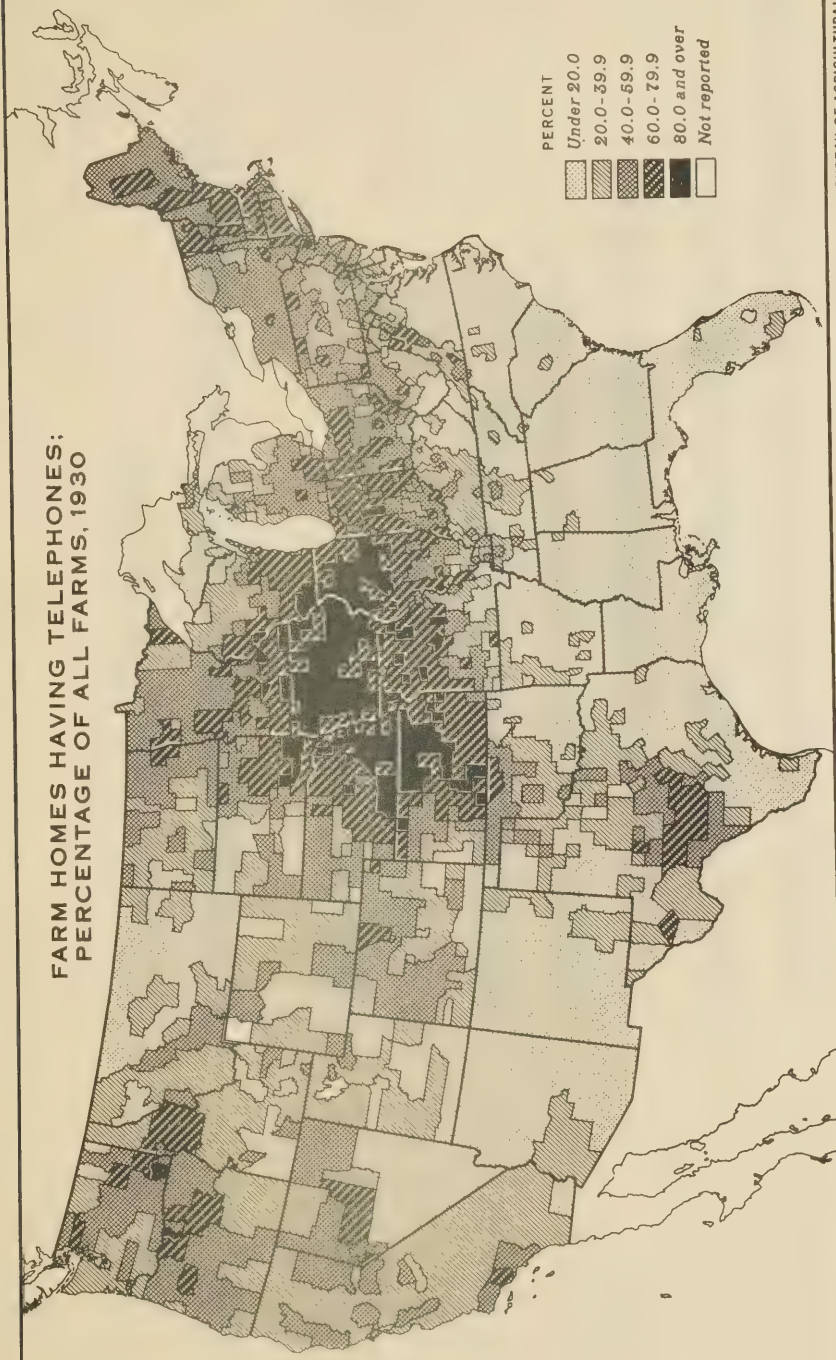 FARM HOMES HAVING TELEPHONES:
PERCENTAGE OF ALL FARMS, 1930
PERCENT
Under 20.0
20.0-39.9
40.0-59.9
60.0-79.9
80.0 and over
Not reported